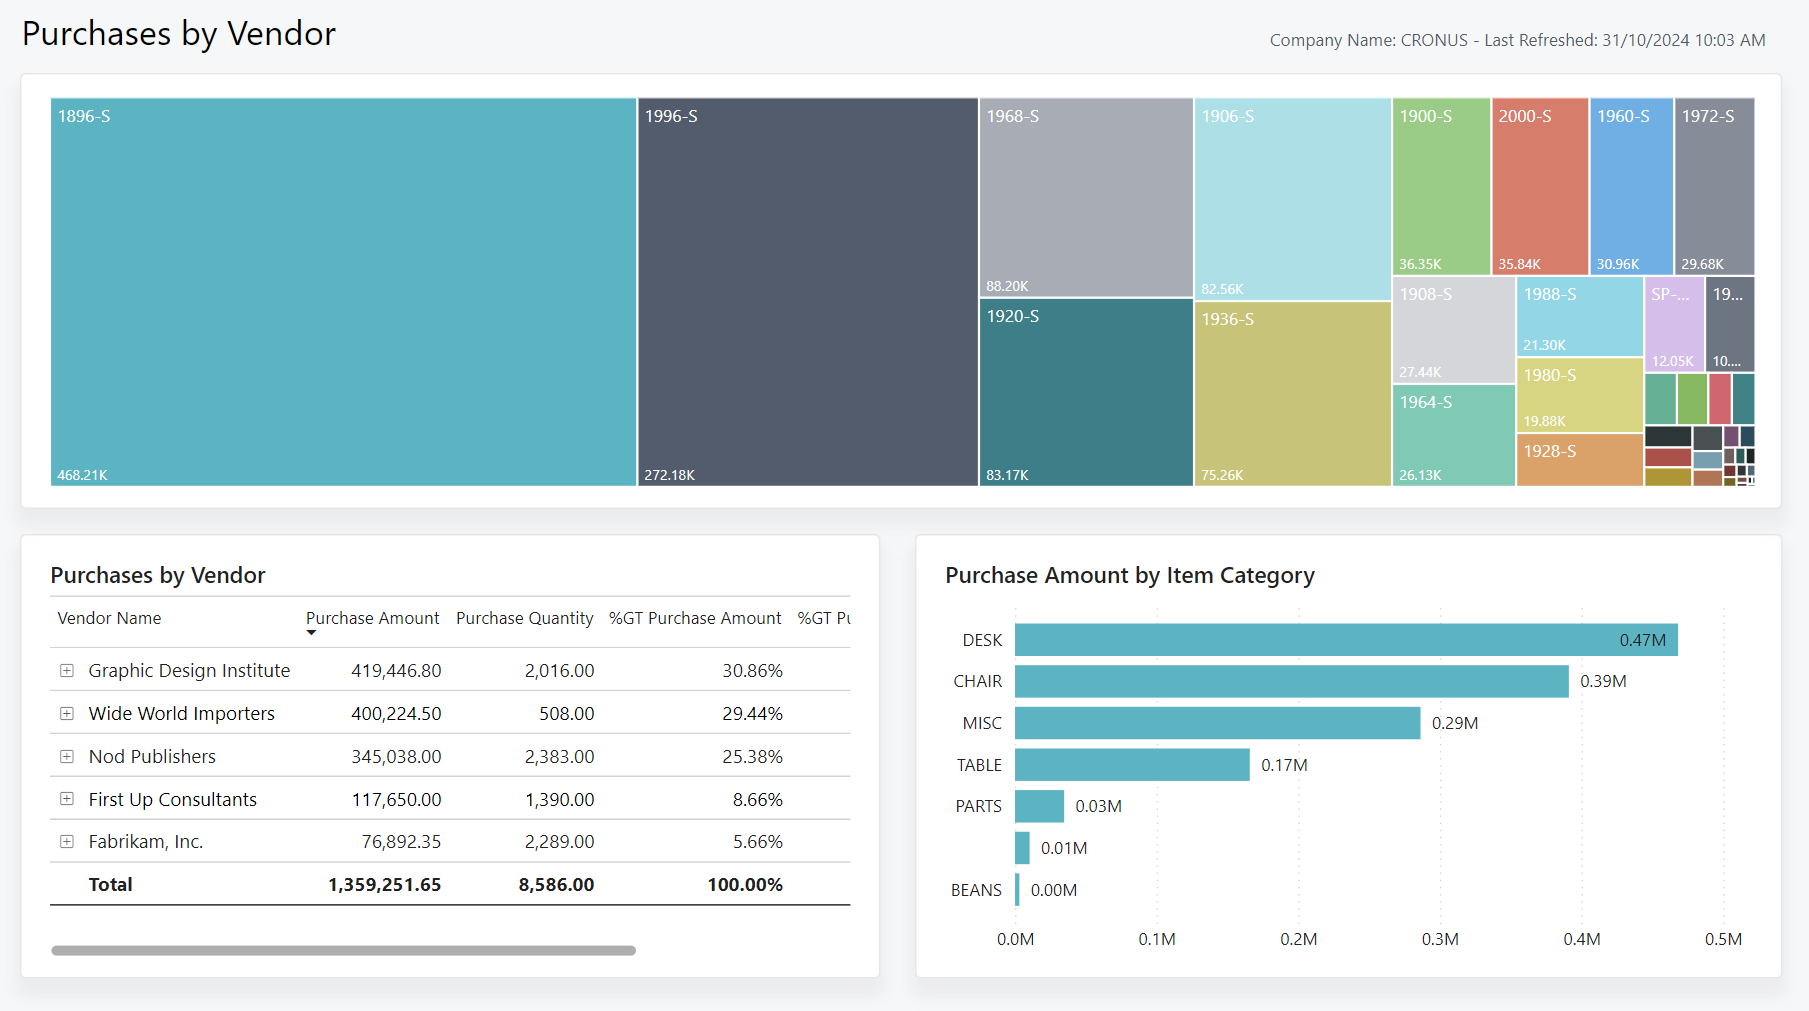 Purchases by Vendor
Company Name: CRONUS - Last Refreshed: 31/10/2024 10:03 AM
1896-S
1996-S
1968-S
1906-S
1900-S
2000-S
1960-S
1972-S
36.35K
35.84K
30.96K
29.68K
88.20K
82.56K
1908-S
1988-S
SP-...
19...
1920-S
1936-S
21.30K
12.05K
10....
27.44K
1980-S
1964-S
19.88K
1928-S
468.21K
272.18K
83.17K
75.26K
26.13K
Purchases by Vendor
Vendor Name Purchase Amount Purchase Quantity %GT Purchase Amount %GT Pu
Graphic Design Institute 419,446.80 2,016.00 30.86%
Wide World Importers 400,224.50 508.00 29.44%
Nod Publishers 345,038.00 2,383.00 25.38%
First Up Consultants 117,650.00 1,390.00 8.66%
Fabrikam, Inc. 76,892.35 2,289.00 5.66%
Total 1,359,251.65 8,586.00 100.00%
Purchase Amount by Item Category
DESK 0.47M
CHAIR 0.39M
MISC 0.29M
TABLE 0.17M
PARTS 0.03M
0.01M
BEANS 0.00M
0.0M 0.1M 0.2M 0.3M 0.4M 0.5M